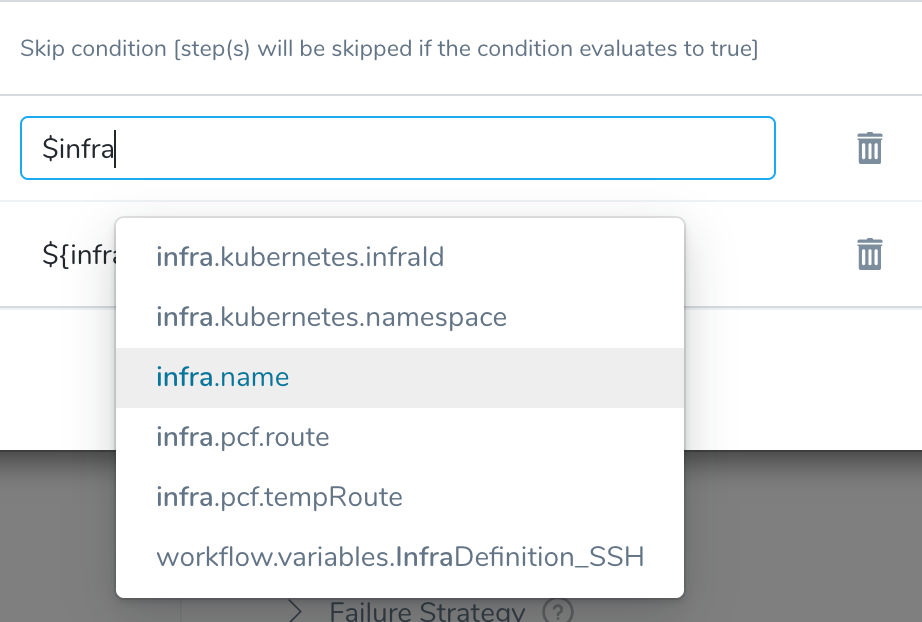 Skip condition [step(s) will be skipped if the condition evaluates to true]
$infra
${infra
infra.kubernetes.infraId
infra.kubernetes.namespace
infra.name
infra.pcf.route
infra.pcf.tempRoute
workflow.variables.InfraDefinition_SSH
Failure Strategy ?